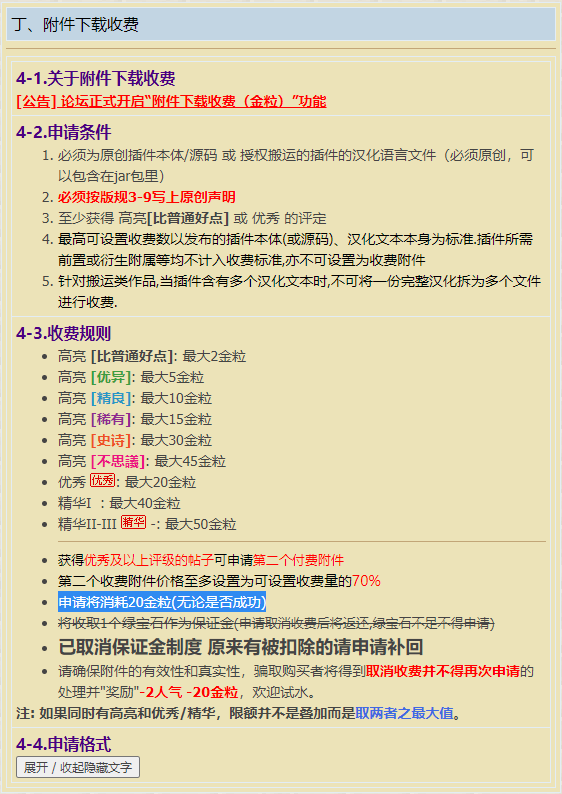 丁、附件下载收费
4-1.关于附件下载收费
[公告] 论坛正式开启“附件下载收费（金粒）”功能
4-2.申请条件
1. 必须为原创插件本体/源码 或 授权搬运的插件的汉化语言文件（必须原创，可
以包含在jar包里）
2. 必须按版规3-9写上原创声明
3. 至少获得 高亮[比普通好点] 或 优秀 的评定
4. 最高可设置收费数以发布的插件本体(或源码)、汉化文本本身为标准.插件所需
前置或衍生附属等均不计入收费标准,亦不可设置为收费附件
5. 针对搬运类作品,当插件含有多个汉化文本时,不可将一份完整汉化拆为多个文件
进行收费.
4-3.收费规则
• 高亮 [比普通好点]: 最大2金粒
• 高亮 [优异]: 最大5金粒
• 高亮 [精良]: 最大10金粒
• 高亮 [稀有]: 最大15金粒
• 高亮 [史诗]: 最大30金粒
• 高亮 [不思議]: 最大45金粒
• 优秀 优秀: 最大20金粒
• 精华I ：最大40金粒
• 精华II-III 精华 -: 最大50金粒
• 获得优秀及以上评级的帖子可申请第二个付费附件
• 第二个收费附件价格至多设置为可设置收费量的70%
• 申请将消耗20金粒(无论是否成功)
• 将收取1个绿宝石作为保证金(申请取消收费后将返还,绿宝石不足不得申请)
• 已取消保证金制度 原来有被扣除的请申请补回
• 请确保附件的有效性和真实性，骗取购买者将得到取消收费并不得再次申请的
处理并"奖励"-2人气 -20金粒，欢迎试水。
注: 如果同时有高亮和优秀/精华，限额并不是叠加而是取两者之最大值。
4-4.申请格式
展开 / 收起隐藏文字